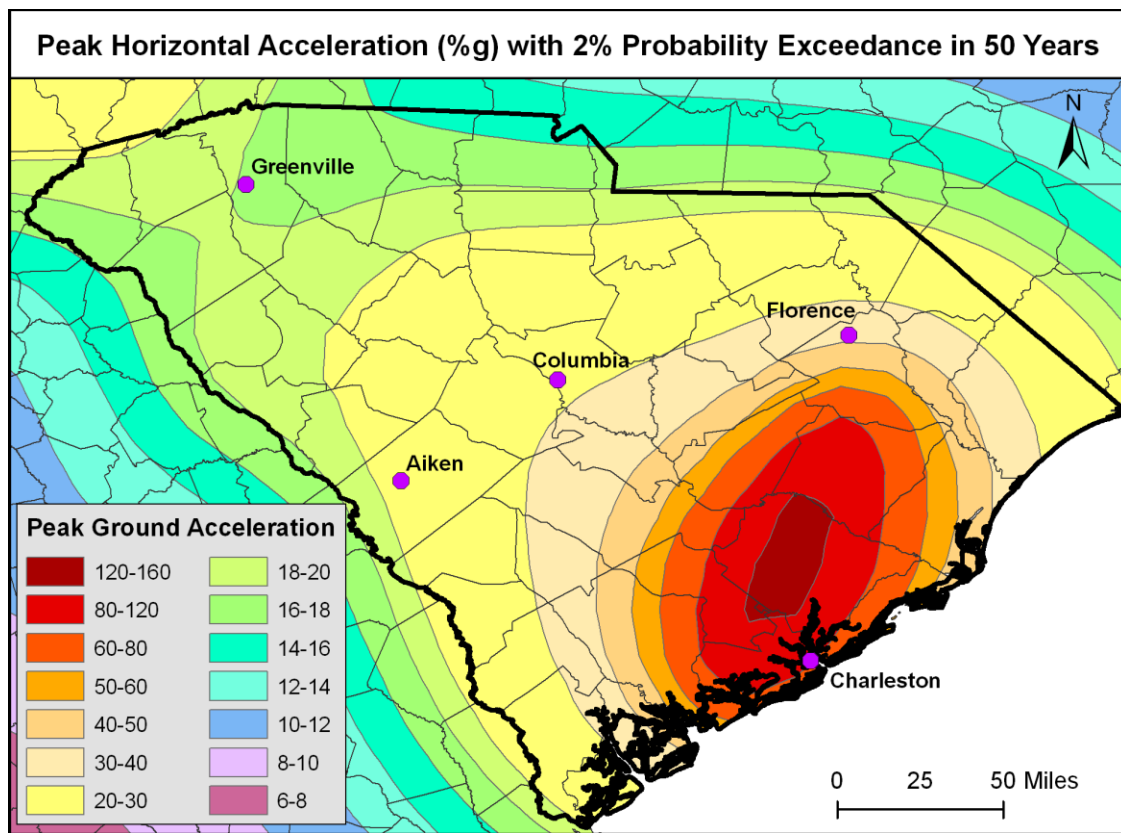 Peak Horizontal Acceleration (%g) with 2% Probability Exceedance in 50 Years
N
Greenville
Florence
Columbia
Aiken
Charleston
Peak Ground Acceleration
120-160
80-120
60-80
50-60
40-50
30-40
20-30
18-20
16-18
14-16
12-14
10-12
8-10
6-8
0 25 50 Miles